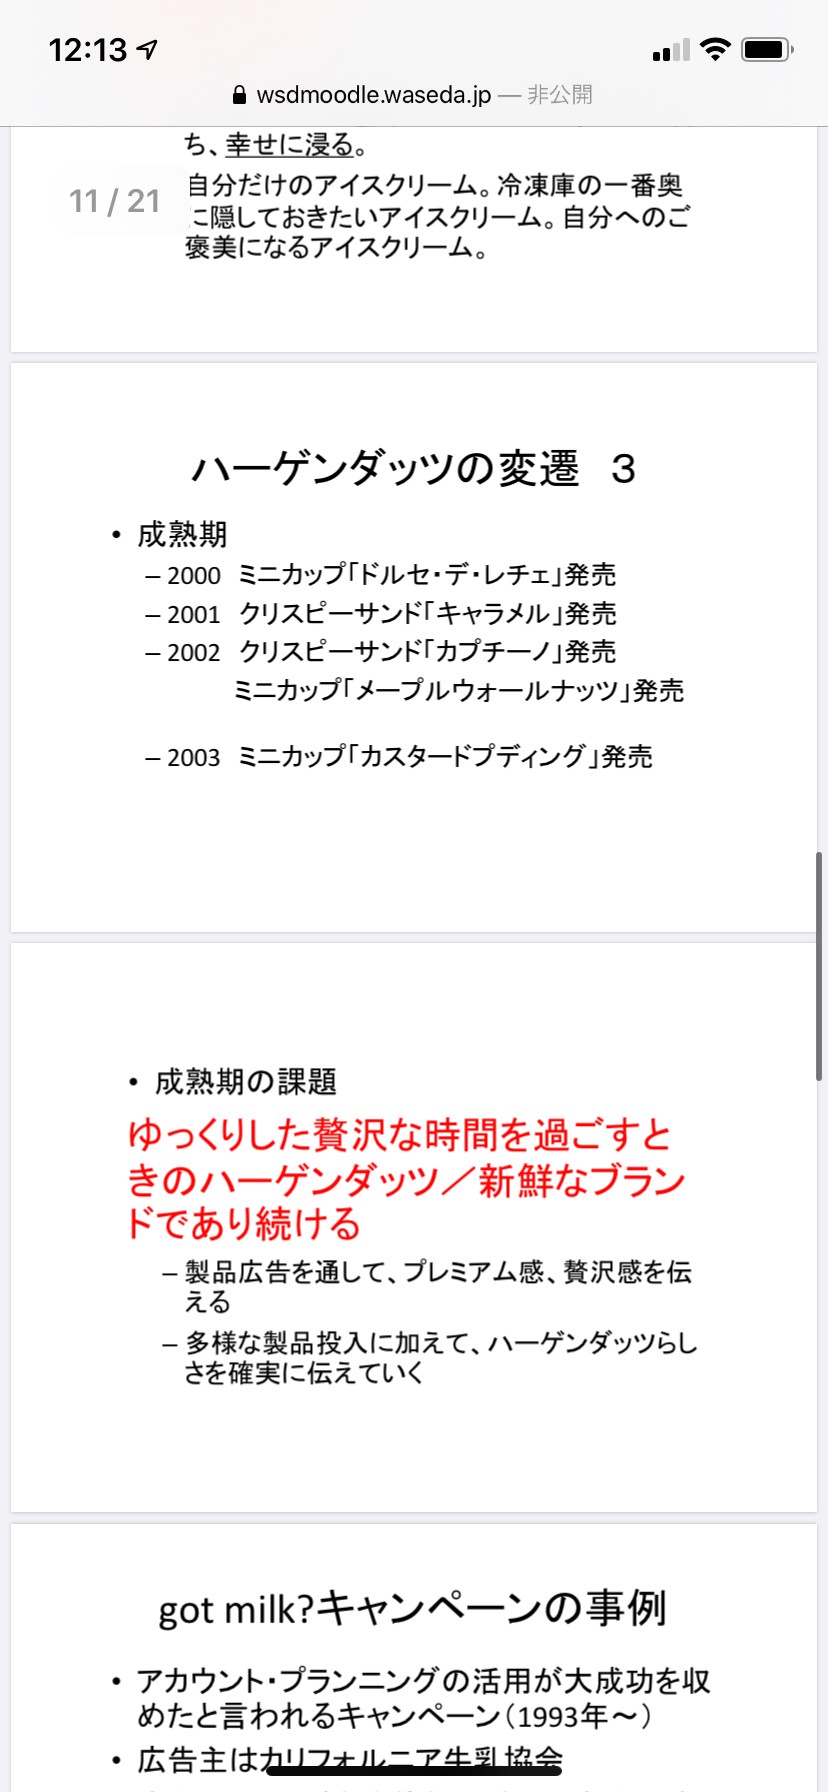 12:13
wsdmoodle.waseda.jp — 非公開
ち、幸せに浸る。
11 / 21
自分だけのアイスクリーム。冷凍庫の一番奥
に隠しておきたいアイスクリーム。自分へのご
褒美になるアイスクリーム。
ハーゲンダッツの変遷　3
• 成熟期
– 2000 ミニカップ「ドルセ・デ・レチェ」発売
– 2001 クリスピーサンド「キャラメル」発売
– 2002 クリスピーサンド「カプチーノ」発売
ミニカップ「メープルウォールナッツ」発売
– 2003 ミニカップ「カスタードプディング」発売
• 成熟期の課題
ゆっくりした贅沢な時間を過ごすと
きのハーゲンダッツ／新鮮なブラン
ドであり続ける
– 製品広告を通して、プレミアム感、贅沢感を伝
える
– 多様な製品投入に加えて、ハーゲンダッツらし
さを確実に伝えていく
got milk?キャンペーンの事例
• アカウント・プランニングの活用が大成功を収
めたと言われるキャンペーン（1993年～）
• 広告主はカリフォルニア牛乳協会